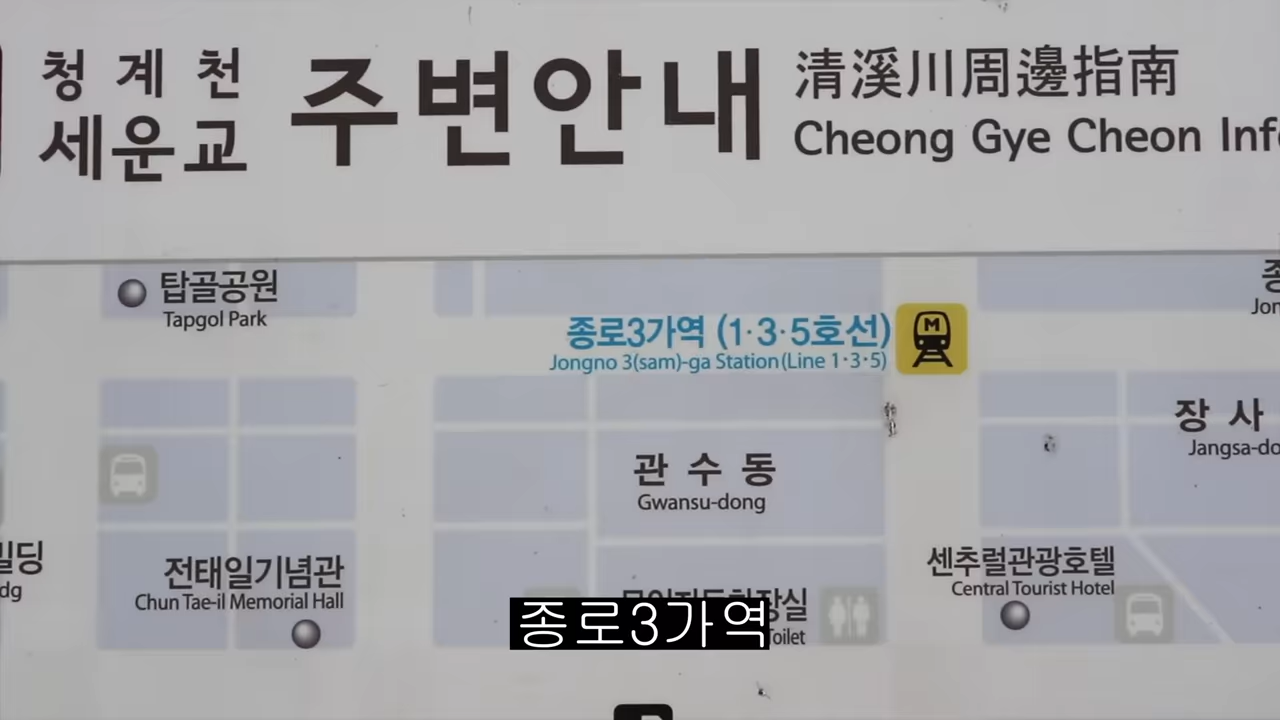 청계천
세운교
주변안내
清溪川周邊指南
Cheong Gye Cheon
탑골공원
Tapgol Park
종로3가역 (1·3·5호선)
Jongno 3(sam)-ga Station(Line 1·3·5)
M
장사
관수동
Gwansu-dong
전태일기념관
Chun Tae-il Memorial Hall
센추럴관광호텔
Central Tourist Hotel
Toilet
종로3가역